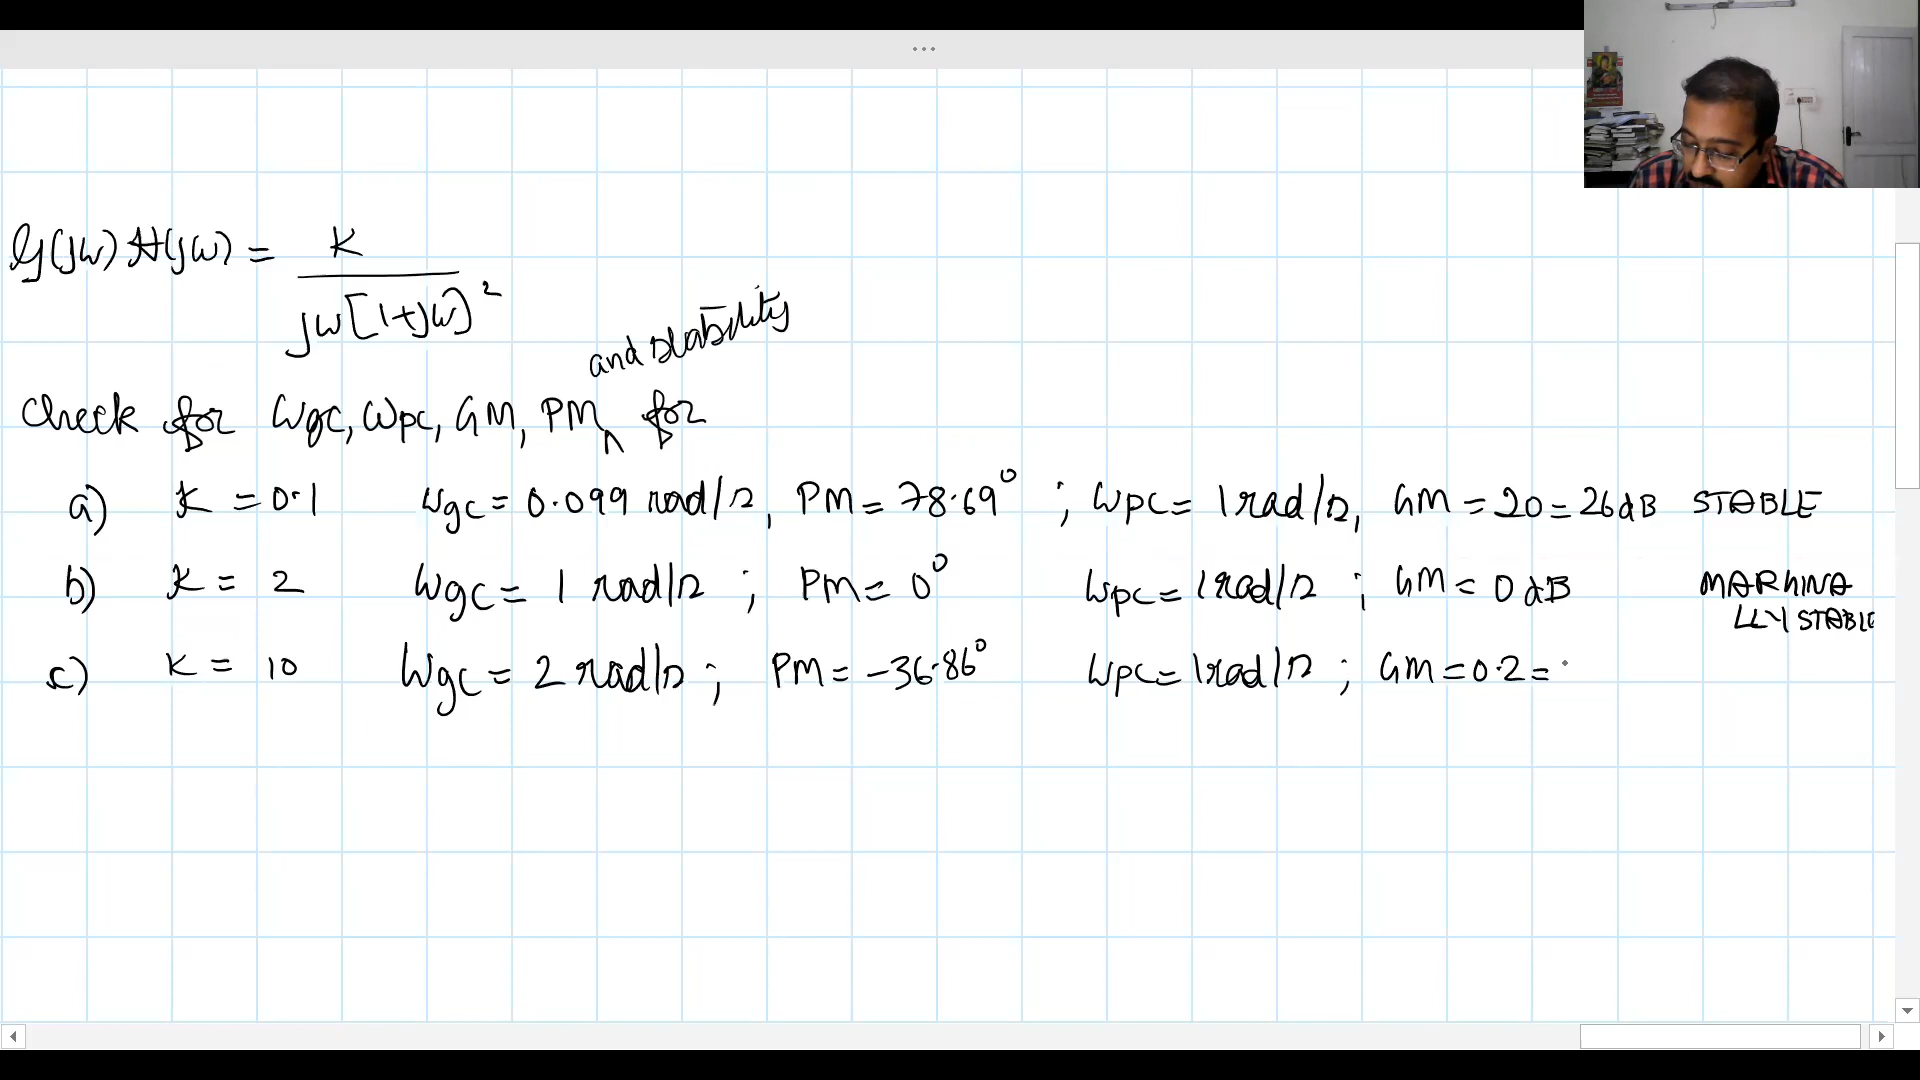 G(jω)H(jω) = K / jω[1+jω]²
and stability
Check for ωgc, ωpc, GM, PM ^ for
a) K = 0.1 ωgc = 0.099 rad/s, PM = 78.69° ; ωpc = 1 rad/s, GM = 20 = 26dB STABLE
b) K = 2 ωgc = 1 rad/s ; PM = 0° ωpc = 1 rad/s ; GM = 0 dB MARGINA
LLY STABLE
c) K = 10 ωgc = 2 rad/s ; PM = -36.86° ωpc = 1 rad/s ; GM = 0.2 =